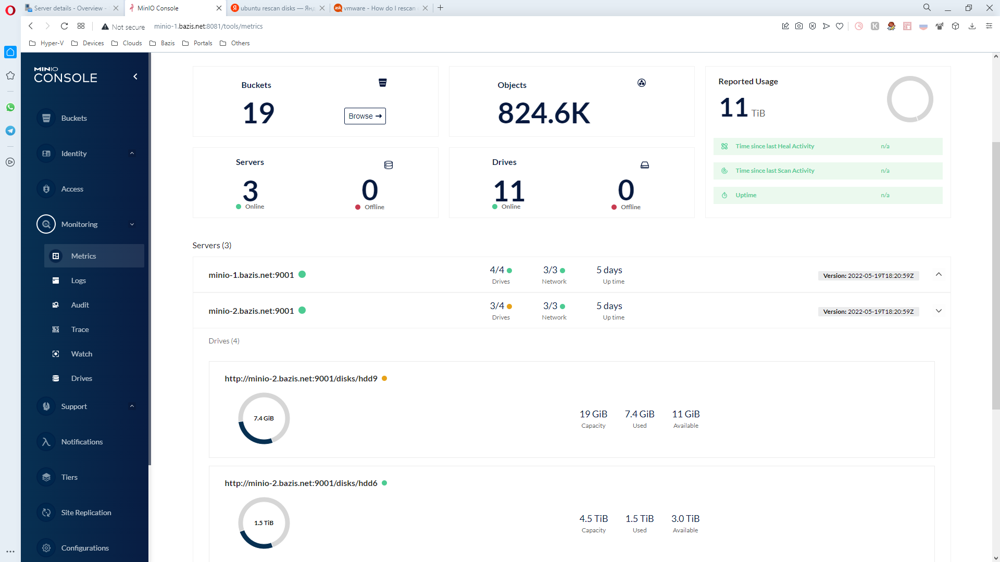 Server details - Overview -
MinIO Console
Я ubuntu rescan disks — Янд
ask vmware - How do I rescan
Not secure
minio-1.bazis.net:8081/tools/metrics
K
Hyper-V
Devices
Clouds
Bazis
Portals
Others
MINIO
CONSOLE
Buckets
Identity
Access
Monitoring
Metrics
Logs
Audit
Trace
Watch
Drives
Support
Notifications
Tiers
Site Replication
Configurations
Buckets
19
Browse →
Objects
824.6K
Reported Usage
11 TiB
Time since last Heal Activity n/a
Time since last Scan Activity n/a
Uptime n/a
Servers
3
Online
0
Offline
Drives
11
Online
0
Offline
Servers (3)
minio-1.bazis.net:9001
4/4
Drives
3/3
Network
5 days
Up time
Version: 2022-05-19T18:20:59Z
minio-2.bazis.net:9001
3/4
Drives
3/3
Network
5 days
Up time
Version: 2022-05-19T18:20:59Z
Drives (4)
http://minio-2.bazis.net:9001/disks/hdd9
7.4 GiB
19 GiB
Capacity
7.4 GiB
Used
11 GiB
Available
http://minio-2.bazis.net:9001/disks/hdd6
1.5 TiB
4.5 TiB
Capacity
1.5 TiB
Used
3.0 TiB
Available